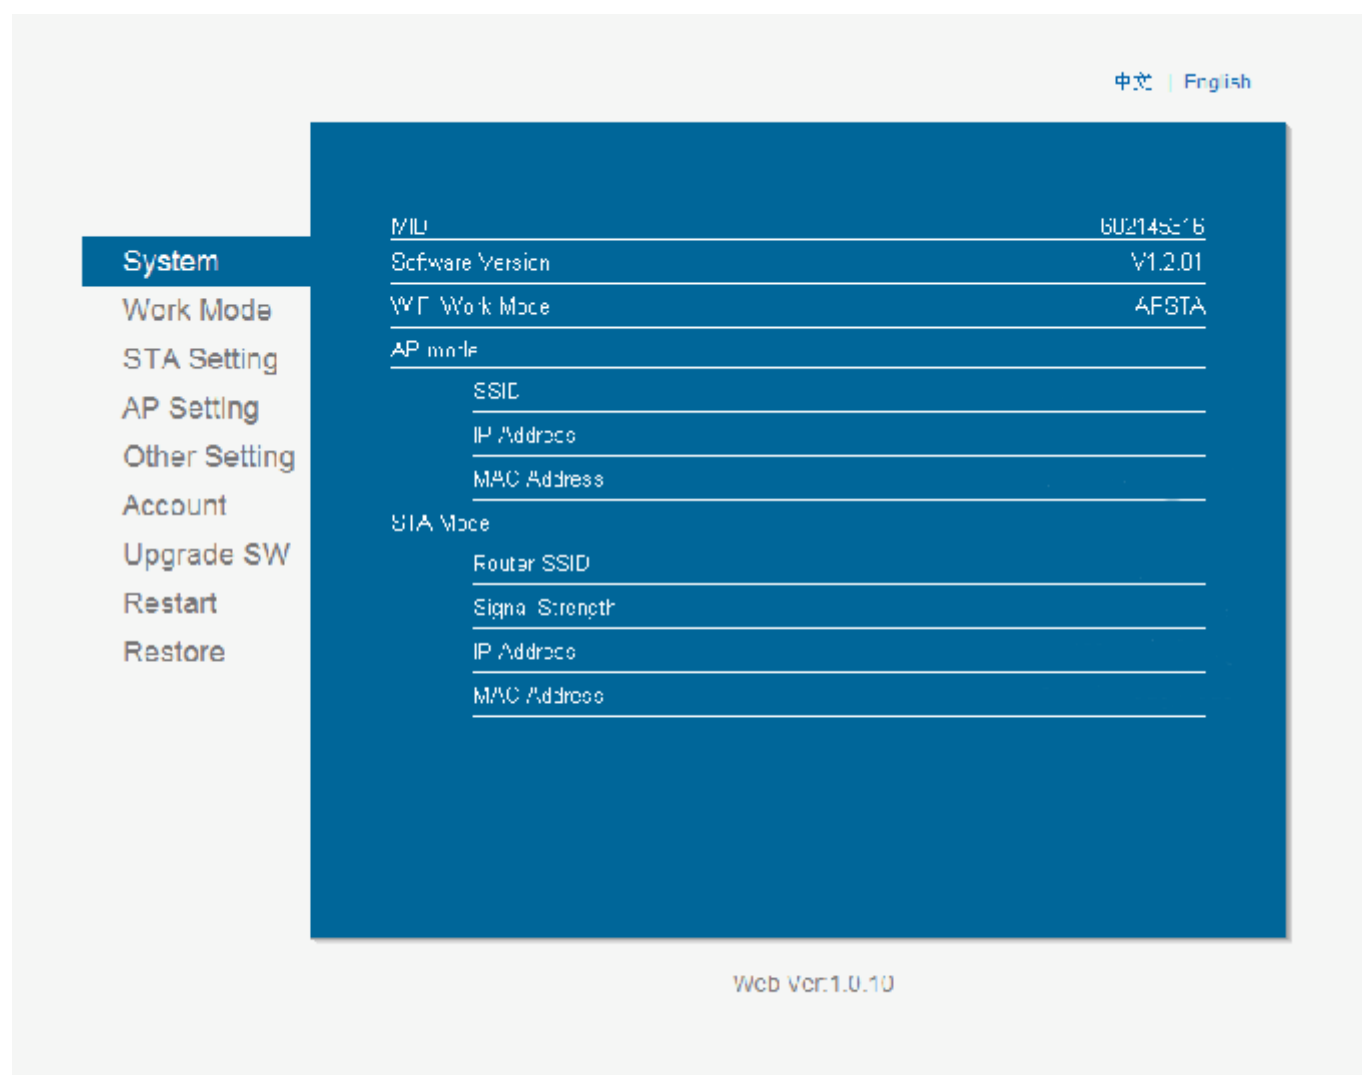 中文 | English
MID
System
Software Version V1.2.01
Work Mode
WIFI Work Mode APSTA
STA Setting
AP mode
AP Setting
SSID
IP Address
Other Setting
MAC Address
Account
STA Mode
Upgrade SW
Router SSID
Restart
Signal Strength
Restore
IP Address
MAC Address
Web Ver:1.0.10